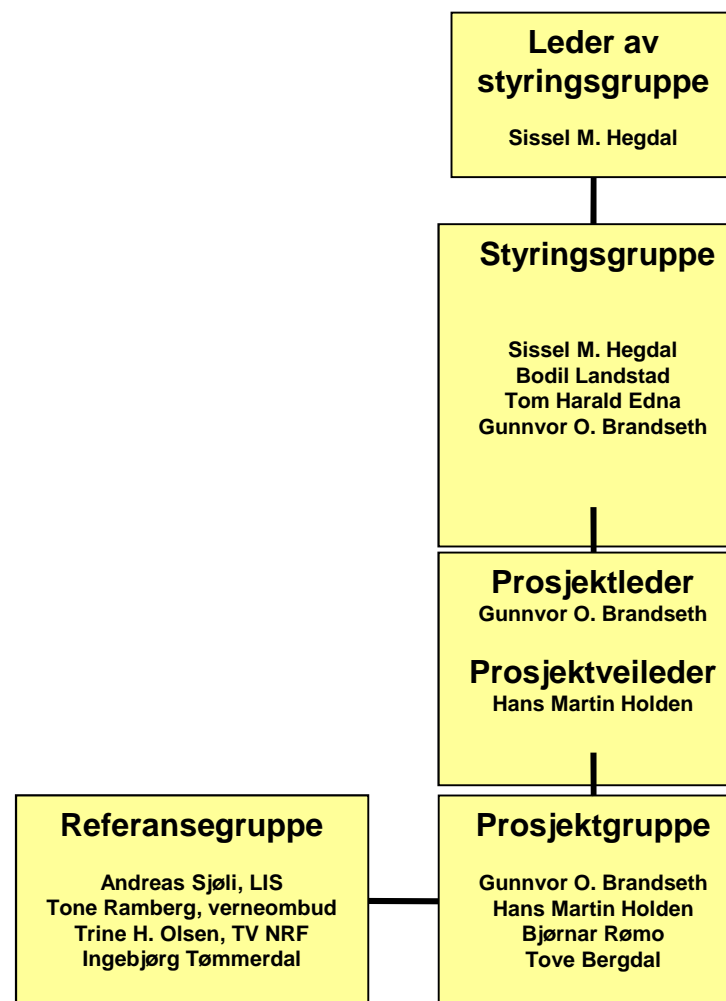 Leder av
styringsgruppe
Sissel M. Hegdal
Styringsgruppe
Sissel M. Hegdal
Bodil Landstad
Tom Harald Edna
Gunnvor O. Brandseth
Prosjektleder
Gunnvor O. Brandseth
Prosjektveileder
Hans Martin Holden
Referansegruppe
Andreas Sjøli, LIS
Tone Ramberg, verneombud
Trine H. Olsen, TV NRF
Ingebjørg Tømmerdal
Prosjektgruppe
Gunnvor O. Brandseth
Hans Martin Holden
Bjørnar Rømo
Tove Bergdal